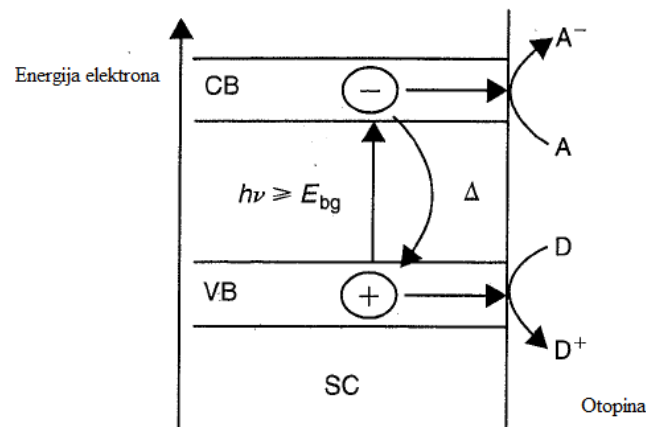 A⁻
Energija elektrona
CB
−
A
hν ⩾ E_bg
Δ
D
VB
+
D⁺
SC
Otopina